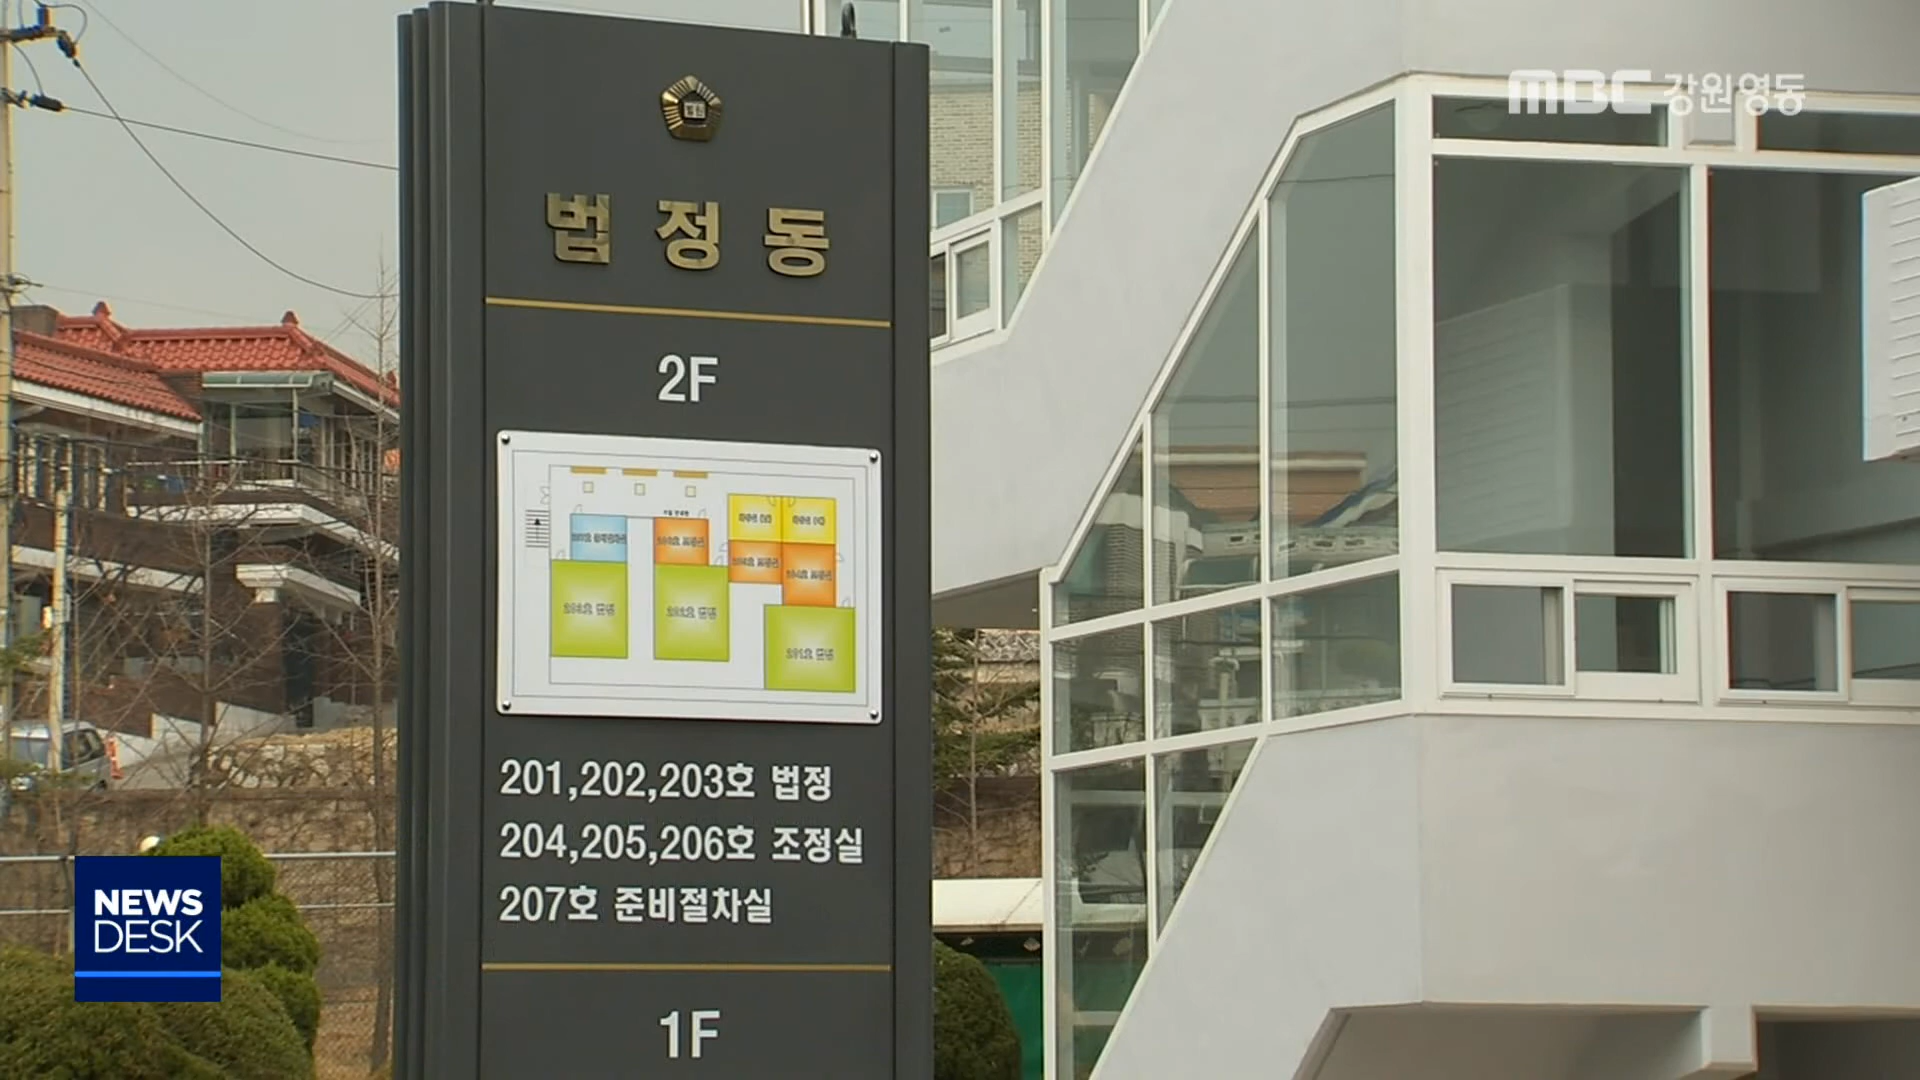 MBC 강원영동
법정동
2F
201,202,203호 법정
204,205,206호 조정실
207호 준비절차실
1F
NEWS
DESK